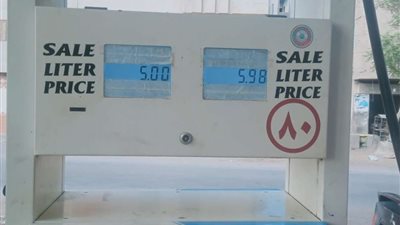 SALE
LITER
PRICE
5.00
5.98
SALE
LITER
PRICE
٨٠